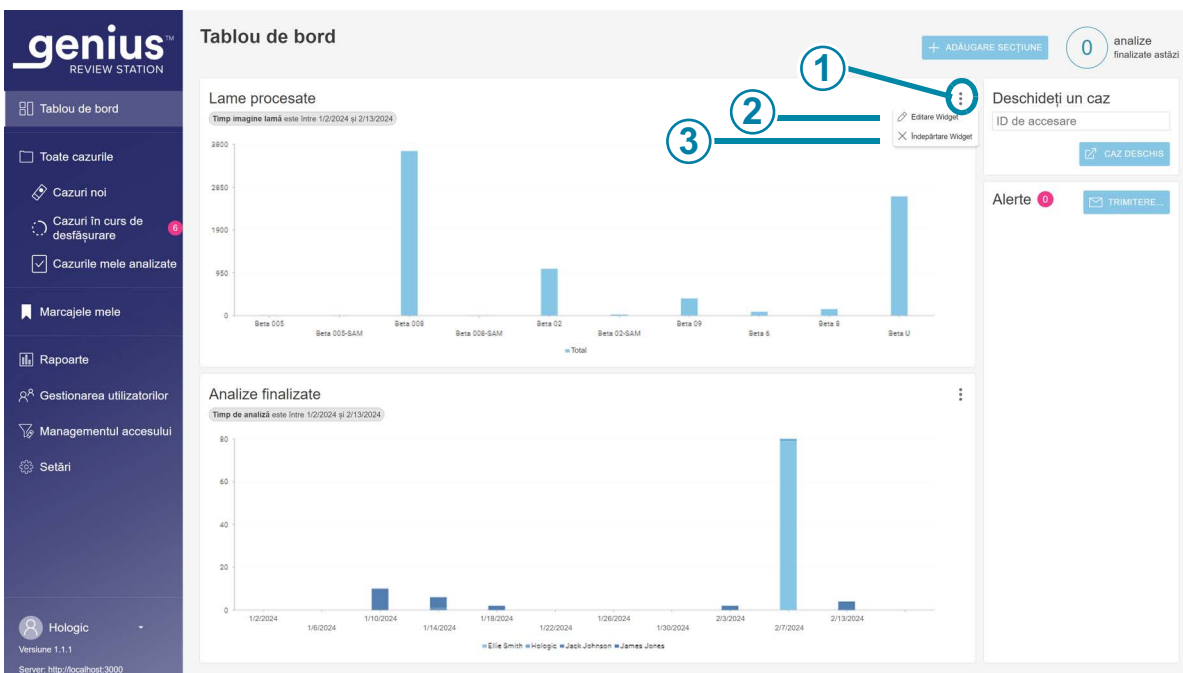 genius™
REVIEW STATION
Tablou de bord
Toate cazurile
Cazuri noi
Cazuri în curs de
desfășurare
6
Cazurile mele analizate
Marcajele mele
Rapoarte
Gestionarea utilizatorilor
Managementul accesului
Setări
Hologic
Versiune 1.1.1
Server: http://localhost:3000
Tablou de bord
+ ADĂUGARE SECȚIUNE
0
analize
finalizate astăzi
1
2
3
Lame procesate
Timp imagine lamă este între 1/2/2024 și 2/13/2024
Editare Widget
Îndepărtare Widget
3800
2850
1900
950
0
Beta 005
Beta 005-SAM
Beta 008
Beta 008-SAM
Beta 02
Beta 02-SAM
Beta 09
Beta 6
Beta 8
Beta U
Total
Analize finalizate
Timp de analiză este între 1/2/2024 și 2/13/2024
80
60
40
20
0
1/2/2024
1/6/2024
1/10/2024
1/14/2024
1/18/2024
1/22/2024
1/26/2024
1/30/2024
2/3/2024
2/7/2024
2/13/2024
Ellie Smith Hologic Jack Johnson James Jones
Deschideți un caz
ID de accesare
CAZ DESCHIS
Alerte 0
TRIMITERE...